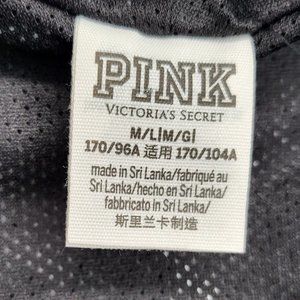 PINK
VICTORIA'S SECRET
M/L|M/G|
170/96A 适用 170/104A
made in Sri Lanka/fabriqué au
Sri Lanka/hecho en Sri Lanka/
fabbricato in Sri Lanka/
斯里兰卡制造